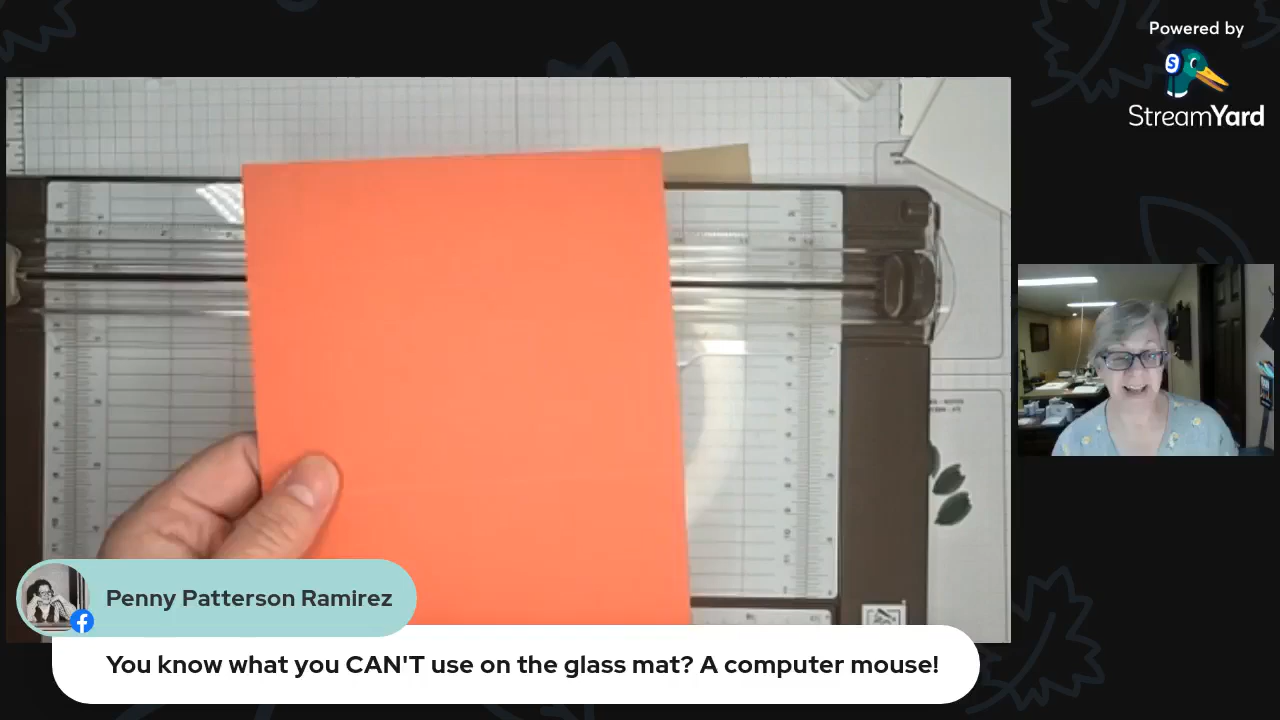 Powered by
StreamYard
Penny Patterson Ramirez
You know what you CAN'T use on the glass mat? A computer mouse!